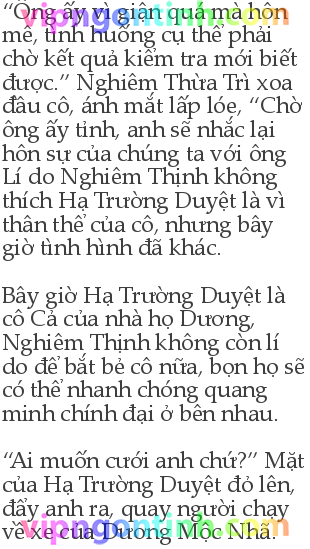 “Ông ấy vì giận quá mà hôn
mê, tình huống cụ thể phải
chờ kết quả kiểm tra mới biết
được.” Nghiêm Thừa Trì xoa
đầu cô, ánh mắt lấp lóe, “Chờ
ông ấy tỉnh, anh sẽ nhắc lại
hôn sự của chúng ta với ông
Lí do Nghiêm Thịnh không
thích Hạ Trường Duyệt là vì
thân thế của cô, nhưng bây
giờ tình hình đã khác.
Bây giờ Hạ Trường Duyệt là
cô Cả của nhà họ Dương,
Nghiêm Thịnh không còn lí
do để bắt bẻ cô nữa, bọn họ sẽ
có thể nhanh chóng quang
minh chính đại ở bên nhau.
“Ai muốn cưới anh chứ?” Mặt
của Hạ Trường Duyệt đỏ lên,
đẩy anh ra, quay người chạy
về xe của Dương Mộc Nhã.
vipngontinh.com
vipngontinh.com